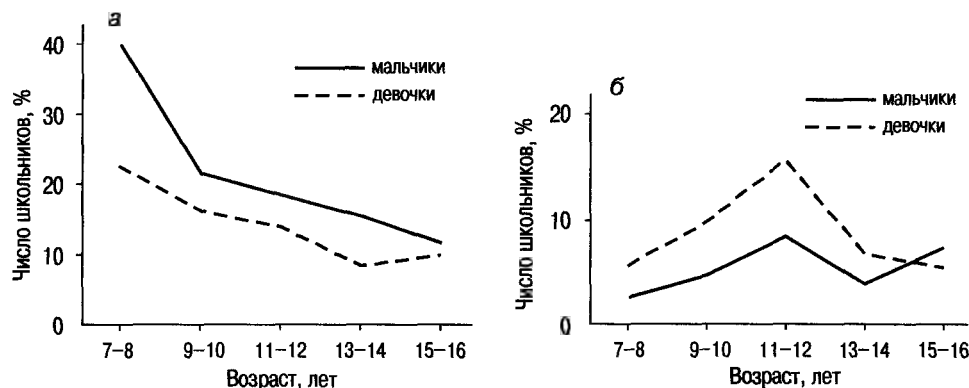 а
Число школьников, %
40
30
20
10
0
мальчики
девочки
7–8
9–10
11–12
13–14
15–16
Возраст, лет
б
Число школьников, %
20
10
0
мальчики
девочки
7–8
9–10
11–12
13–14
15–16
Возраст, лет